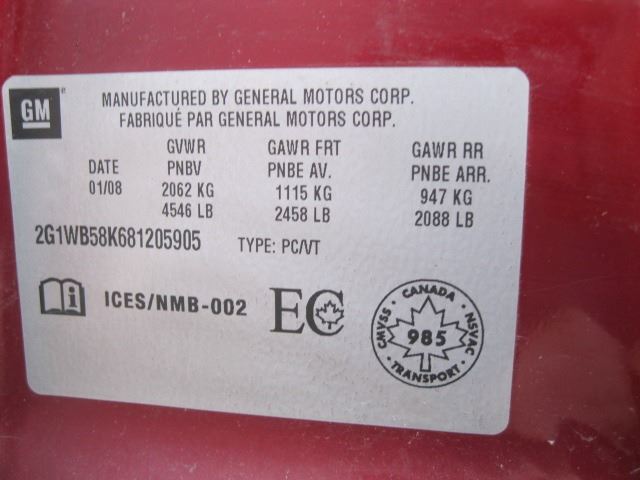 GM®
MANUFACTURED BY GENERAL MOTORS CORP.
FABRIQUÉ PAR GENERAL MOTORS CORP.
DATE GVWR GAWR FRT GAWR RR
PNBV PNBE AV. PNBE ARR.
01/08 2062 KG 1115 KG 947 KG
4546 LB 2458 LB 2088 LB
2G1WB58K681205905 TYPE: PC/VT
ICES/NMB-002 EC
CANADA
CMVSS 985 NSVAC
TRANSPORT